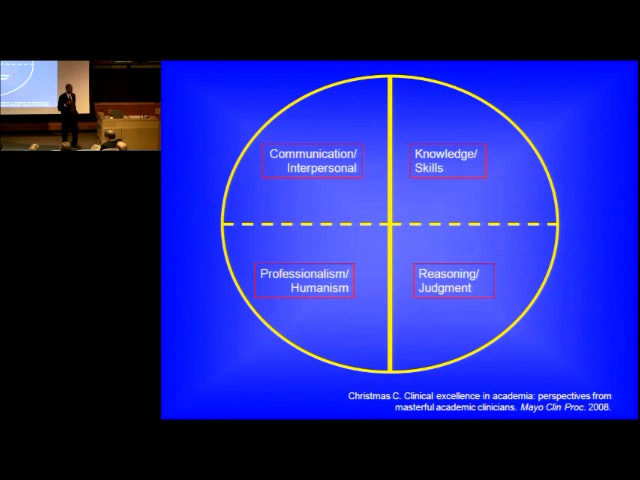 Communication/
Interpersonal
Knowledge/
Skills
Professionalism/
Humanism
Reasoning/
Judgment
Christmas C. Clinical excellence in academia: perspectives from
masterful academic clinicians. Mayo Clin Proc. 2008.